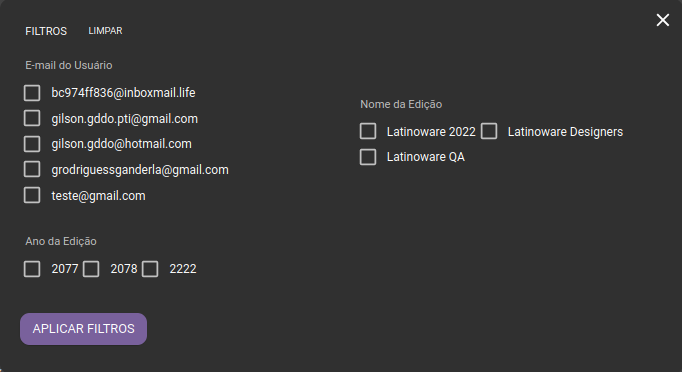 FILTROS LIMPAR
E-mail do Usuário
bc974ff836@inboxmail.life
gilson.gddo.pti@gmail.com
gilson.gddo@hotmail.com
grodriguessganderla@gmail.com
teste@gmail.com
Nome da Edição
Latinoware 2022 Latinoware Designers
Latinoware QA
Ano da Edição
2077 2078 2222
APLICAR FILTROS